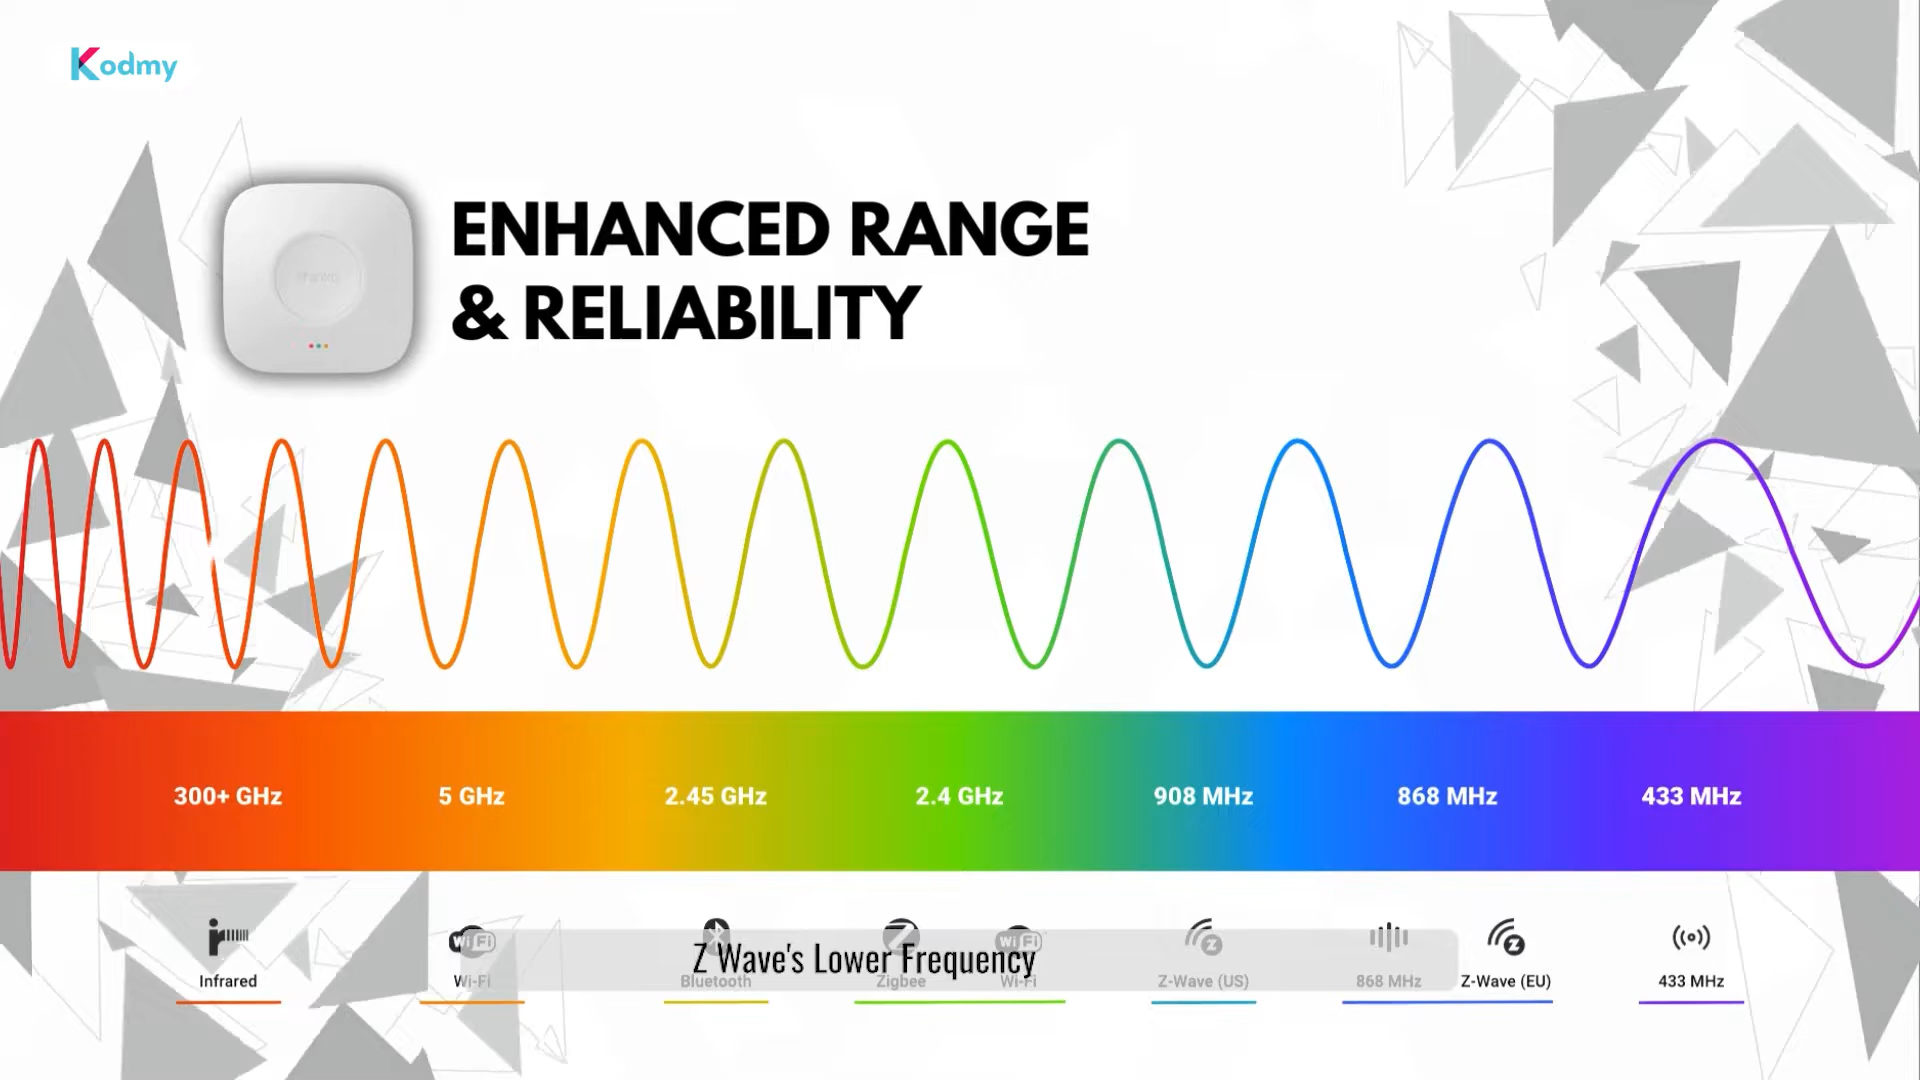 Kodmy
ENHANCED RANGE
& RELIABILITY
300+ GHz
5 GHz
2.45 GHz
2.4 GHz
908 MHz
868 MHz
433 MHz
WiFi
WiFi
Z Wave's Lower Frequency
Infrared
Wi-Fi
Bluetooth
Zigbee
Wi-Fi
Z-Wave (US)
868 MHz
Z-Wave (EU)
433 MHz